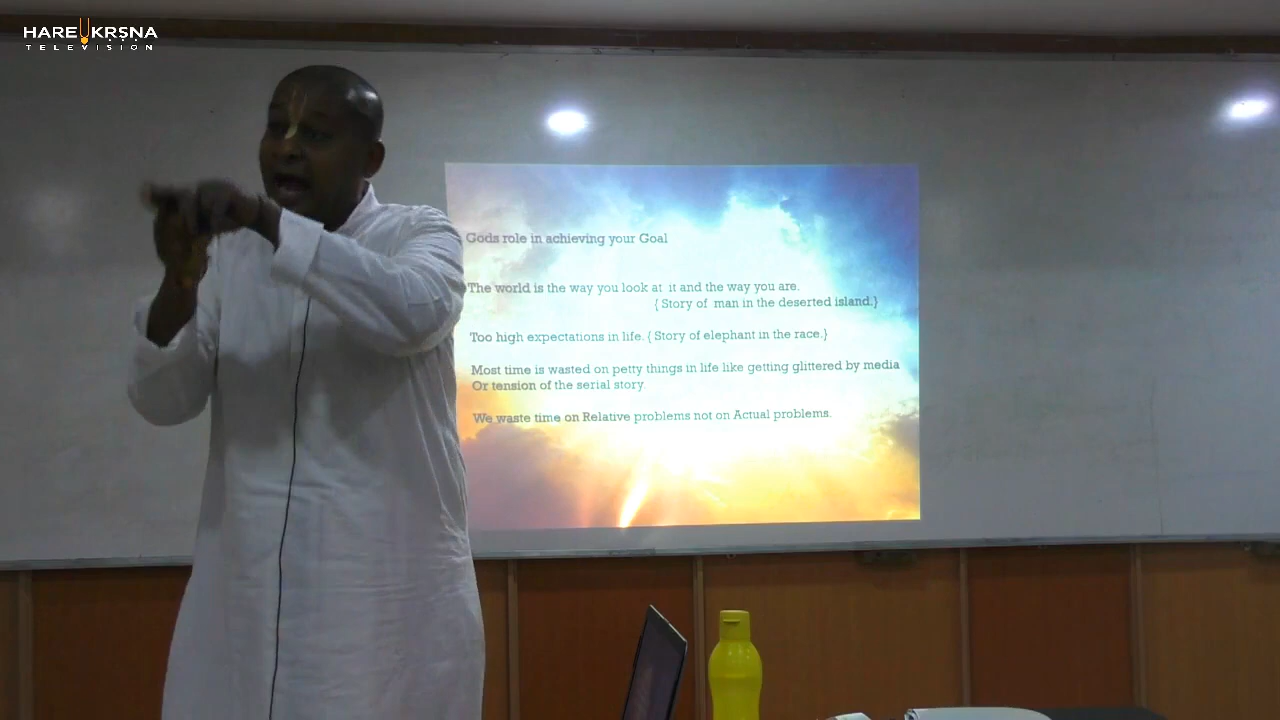 HARE KRSNA
TELEVISION
Gods role in achieving your Goal
The world is the way you look at it and the way you are.
{ Story of man in the deserted island.}
Too high expectations in life. { Story of elephant in the race.}
Most time is wasted on petty things in life like getting glittered by media
Or tension of the serial story.
We waste time on Relative problems not on Actual problems.